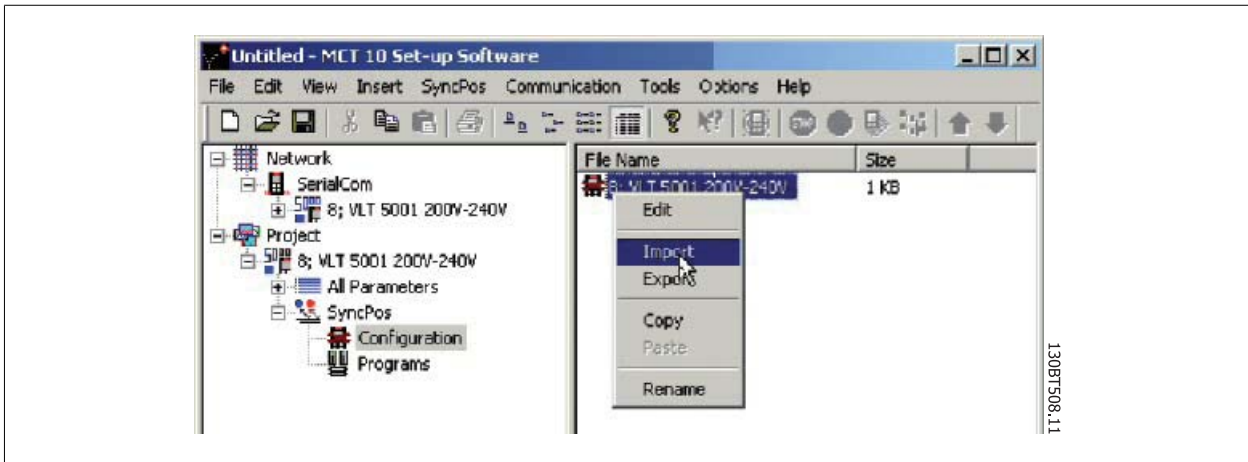 Untitled - MCT 10 Set-up Software
File Edit View Insert SyncPos Communication Tools Options Help
Network
SerialCom
8; VLT 5001 200V-240V
Project
8; VLT 5001 200V-240V
All Parameters
SyncPos
Configuration
Programs
File Name Size
8; VLT 5001 200V-240V 1 KB
Edit
Import
Export
Copy
Paste
Rename
130BT508.11